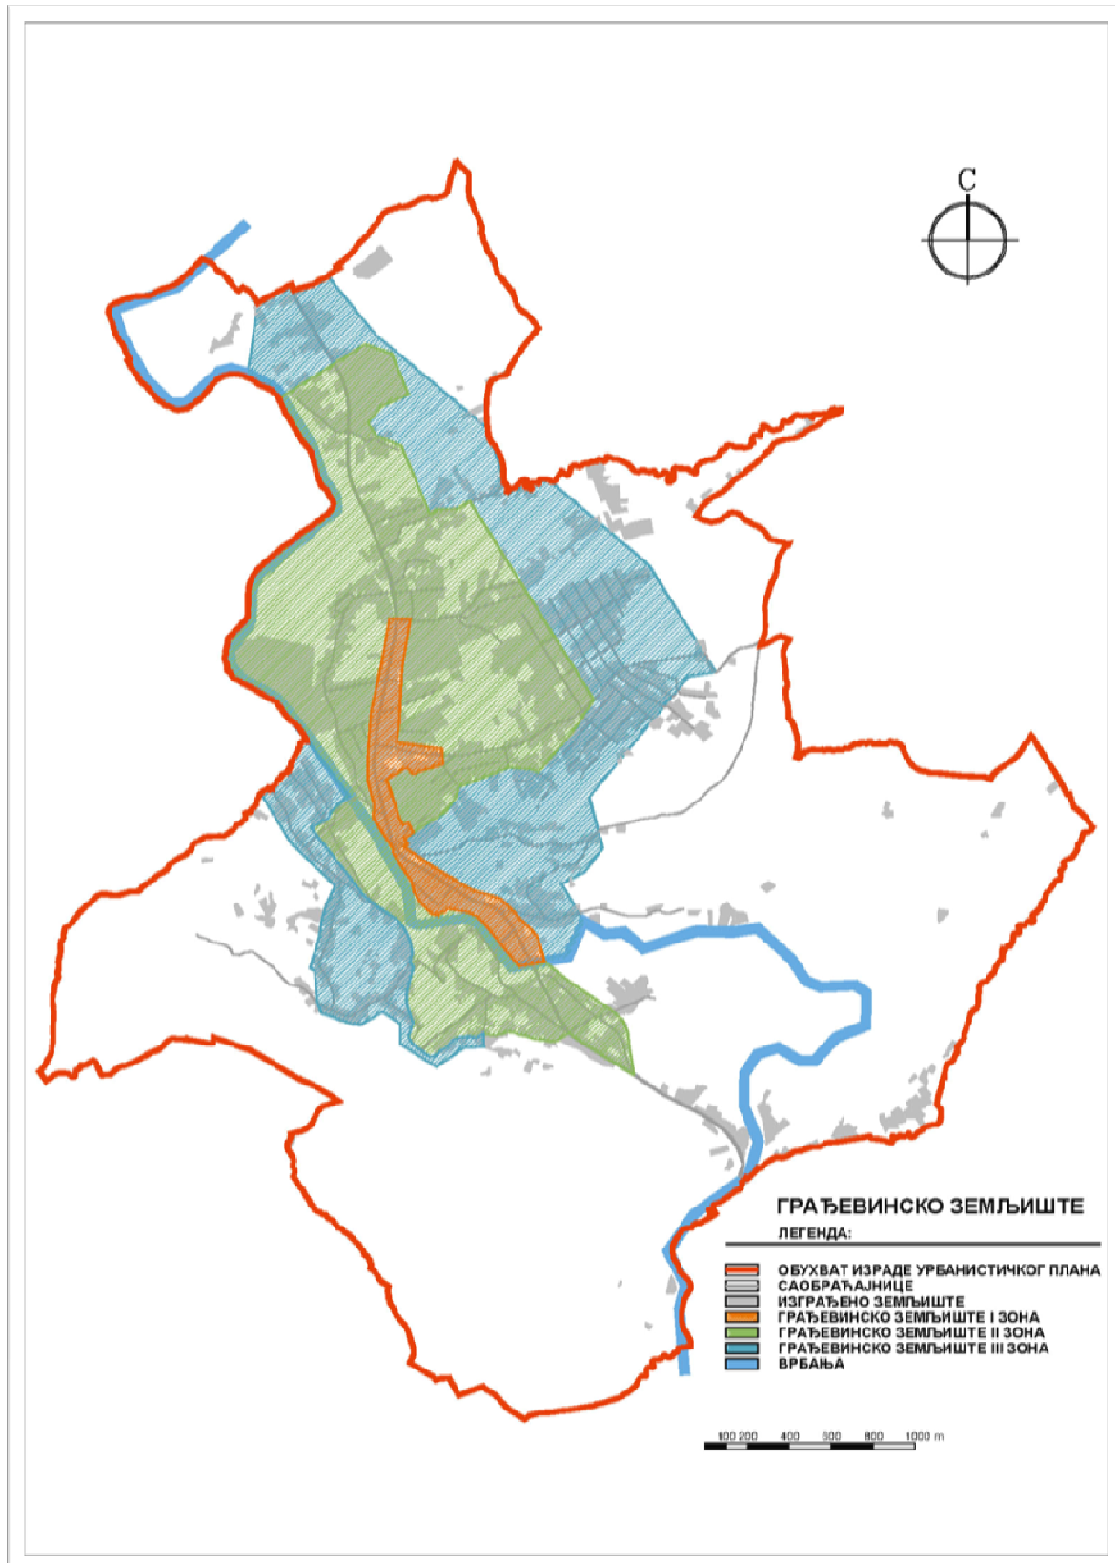 С
ГРАЂЕВИНСКО ЗЕМЉИШТЕ
ЛЕГЕНДА:
ОБУХВАТ ИЗРАДЕ УРБАНИСТИЧКОГ ПЛАНА
САОБРАЋАЈНИЦЕ
ИЗГРАЂЕНО ЗЕМЉИШТЕ
ГРАЂЕВИНСКО ЗЕМЉИШТЕ I ЗОНА
ГРАЂЕВИНСКО ЗЕМЉИШТЕ II ЗОНА
ГРАЂЕВИНСКО ЗЕМЉИШТЕ III ЗОНА
ВРБАЊА
100 200 400 600 800 1000 m